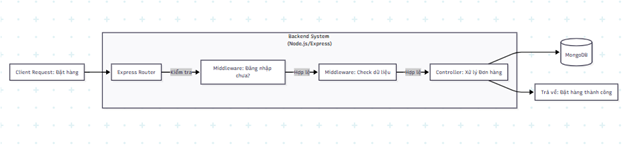 Backend System
(Node.js/Express)
Client Request: Đặt hàng
Express Router
Kiểm tra
Middleware: Đăng nhập
chưa?
Hợp lệ
Middleware: Check dữ liệu
Hợp lệ
Controller: Xử lý Đơn hàng
MongoDB
Trả về: Đặt hàng thành công